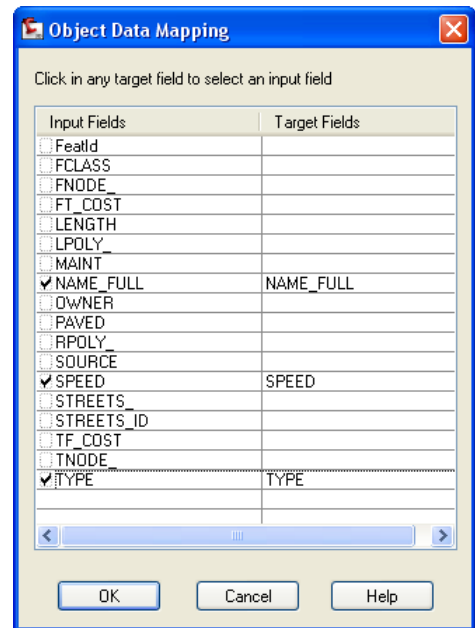 Object Data Mapping
Click in any target field to select an input field
Input Fields Target Fields
FeatId
FCLASS
FNODE_
FT_COST
LENGTH
LPOLY_
MAINT
NAME_FULL NAME_FULL
OWNER
PAVED
RPOLY_
SOURCE
SPEED SPEED
STREETS_
STREETS_ID
TF_COST
TNODE_
TYPE TYPE
OK Cancel Help